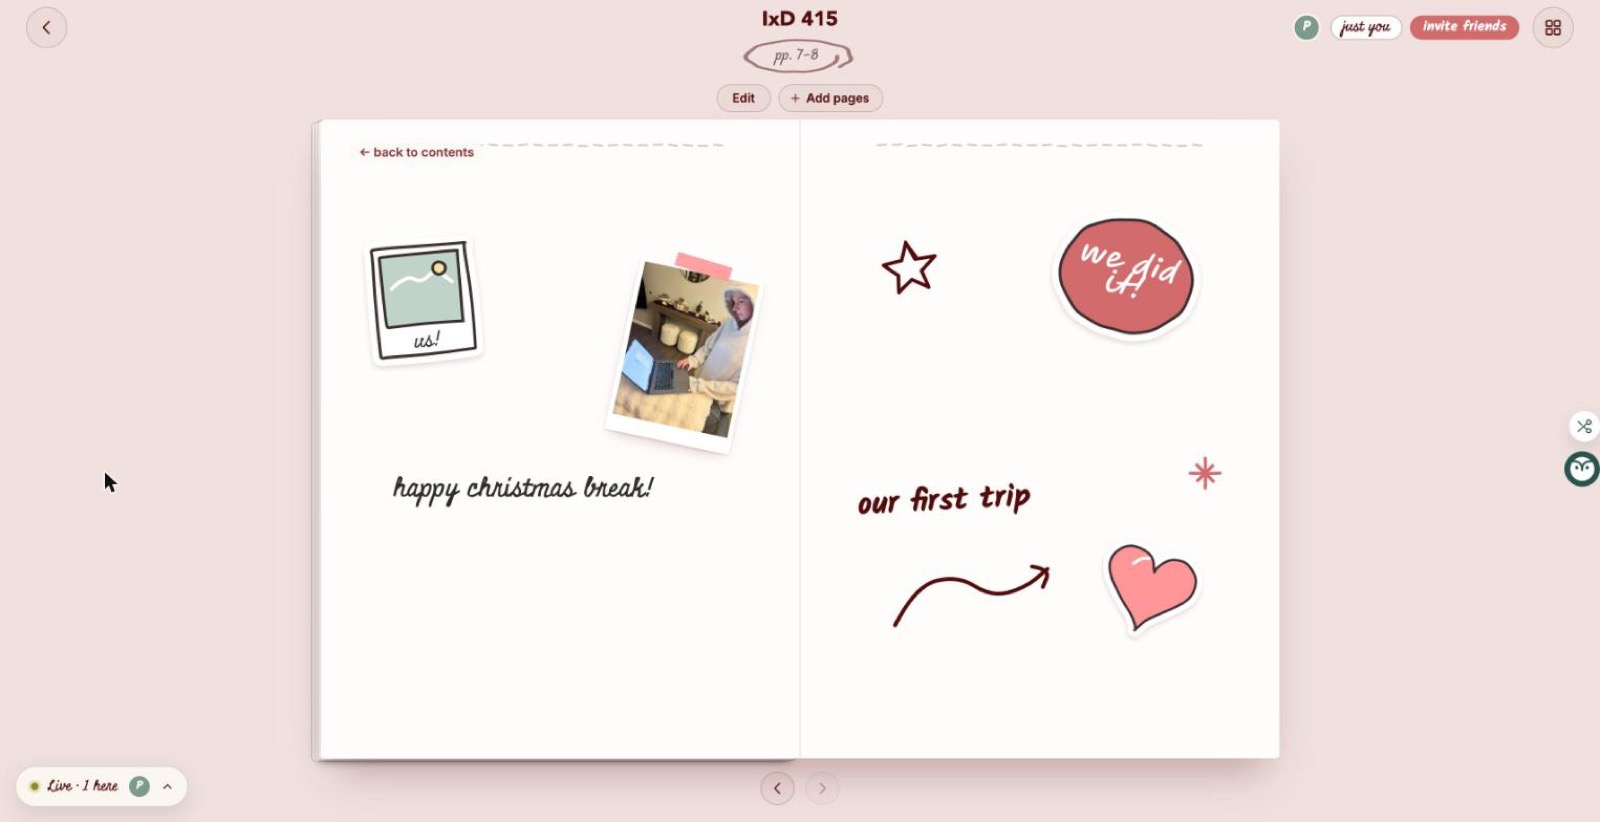 IxD 415
pp. 7-8
P
just you
invite friends
Edit
+ Add pages
← back to contents
us!
we did
it!
happy christmas break!
our first trip
Live · 1 here
P